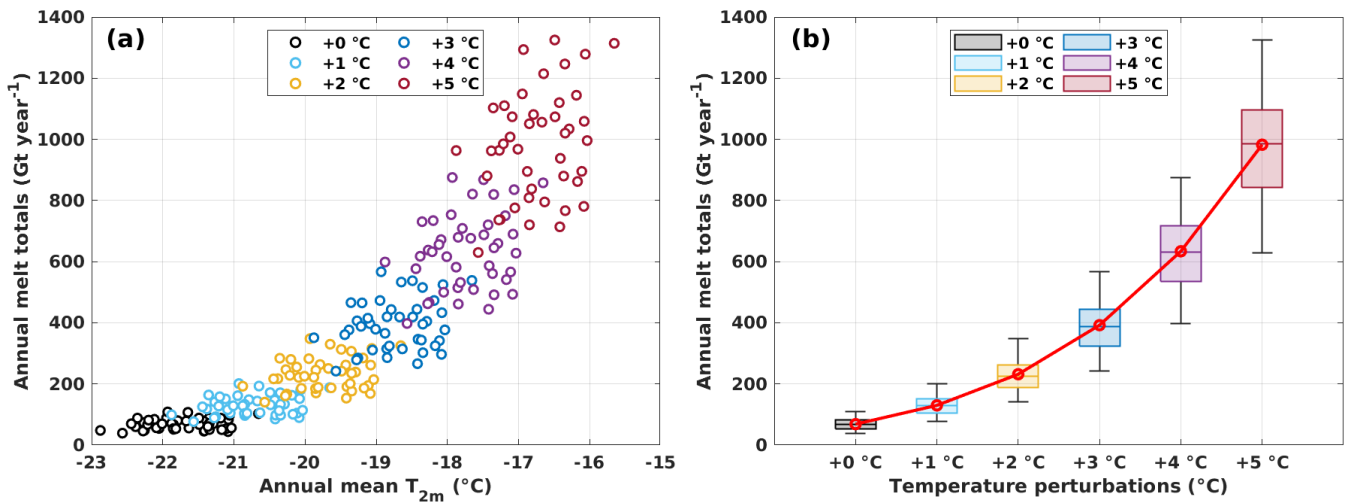 (a)
+0 °C +3 °C
+1 °C +4 °C
+2 °C +5 °C
Annual melt totals (Gt year-1)
1400
1200
1000
800
600
400
200
0
-23 -22 -21 -20 -19 -18 -17 -16 -15
Annual mean T2m (°C)
(b)
+0 °C +3 °C
+1 °C +4 °C
+2 °C +5 °C
Annual melt totals (Gt year-1)
1400
1200
1000
800
600
400
200
0
+0 °C +1 °C +2 °C +3 °C +4 °C +5 °C
Temperature perturbations (°C)